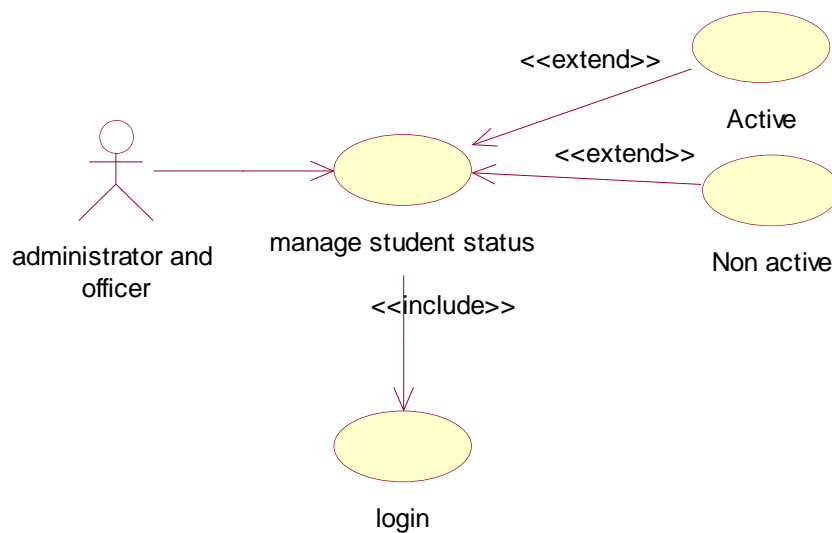 <<extend>>
Active
<<extend>>
Non active
administrator and
officer
manage student status
<<include>>
login